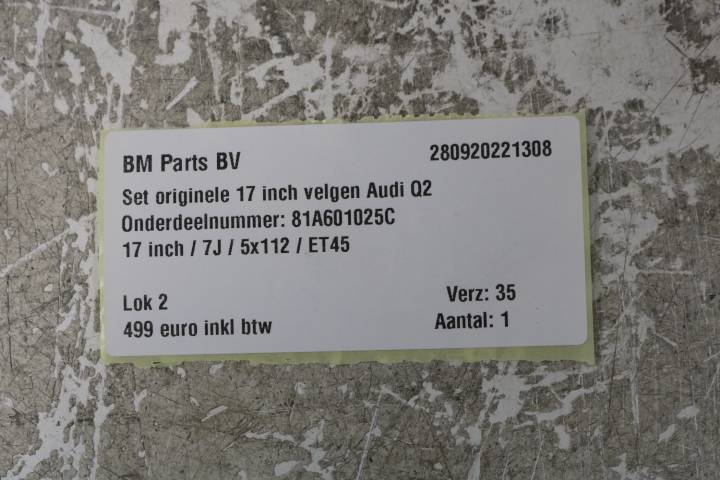 BM Parts BV 280920221308
Set originele 17 inch velgen Audi Q2
Onderdeelnummer: 81A601025C
17 inch / 7J / 5x112 / ET45
Lok 2 Verz: 35
499 euro inkl btw Aantal: 1